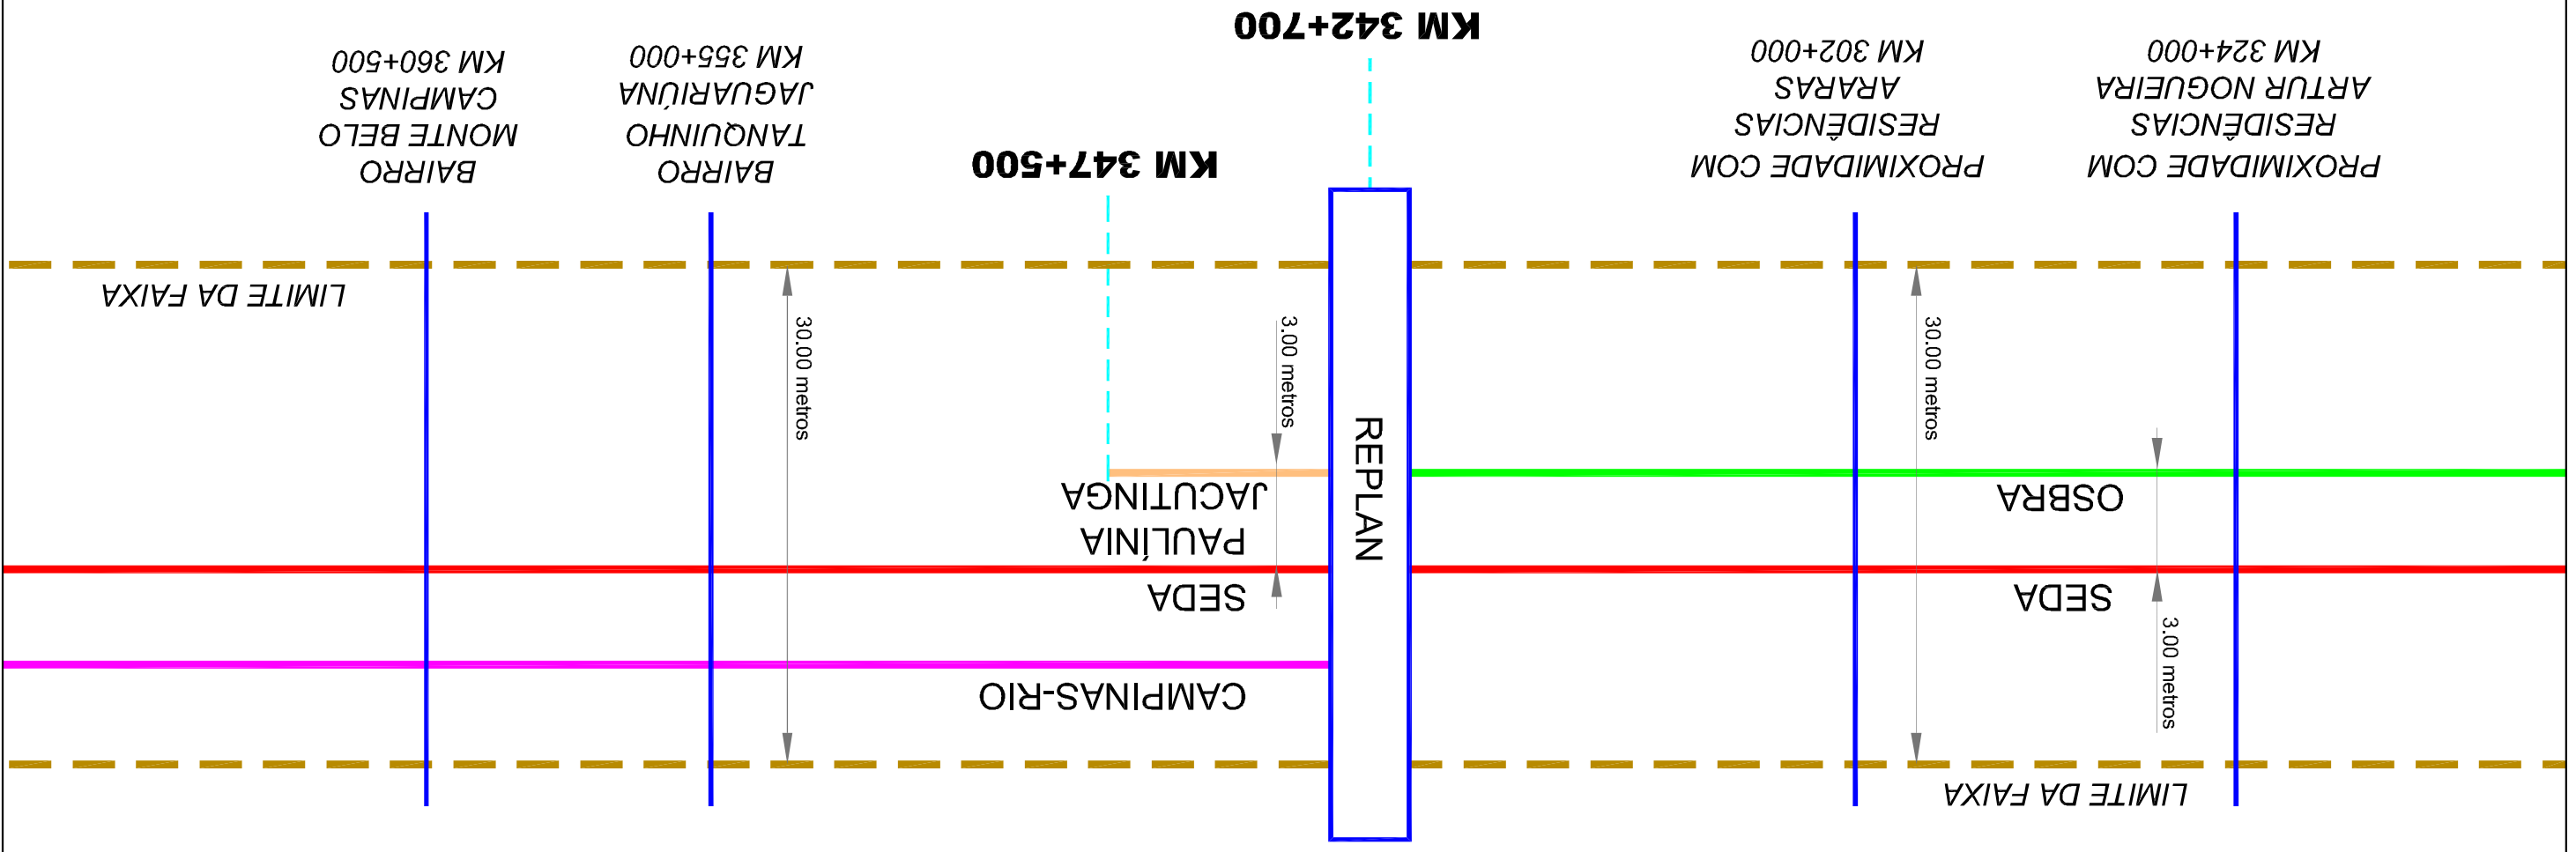 LIMITE DA FAIXA
3.00 metros
SEDA
OSBRA
30.00 metros
REPLAN
CAMPINAS-RIO
SEDA
PAULÍNIA
JACUTINGA
3.00 metros
30.00 metros
LIMITE DA FAIXA
PROXIMIDADE COM
RESIDÊNCIAS
ARTUR NOGUEIRA
KM 324+000
PROXIMIDADE COM
RESIDÊNCIAS
ARARAS
KM 302+000
KM 342+700
KM 347+500
BAIRRO
TANQUINHO
JAGUARIÚNA
KM 355+000
BAIRRO
MONTE BELO
CAMPINAS
KM 360+500